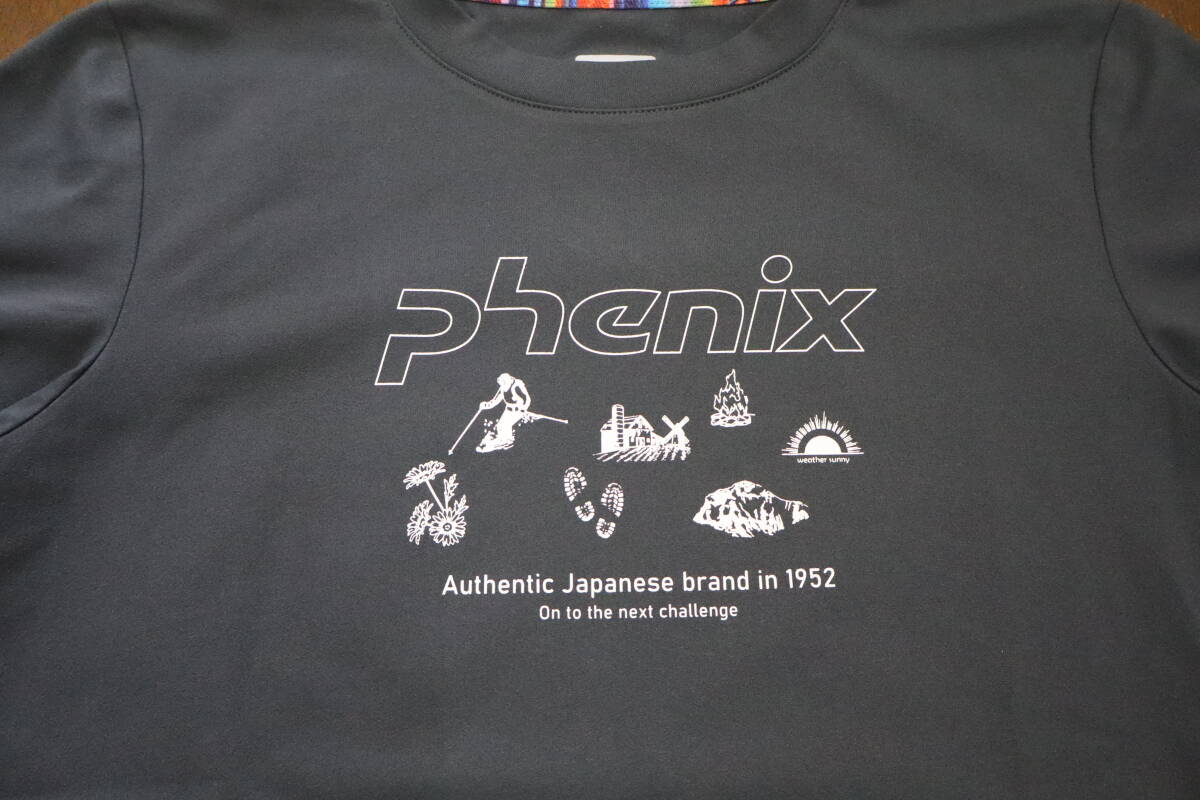 phenix
weather sunny
Authentic Japanese brand in 1952
On to the next challenge